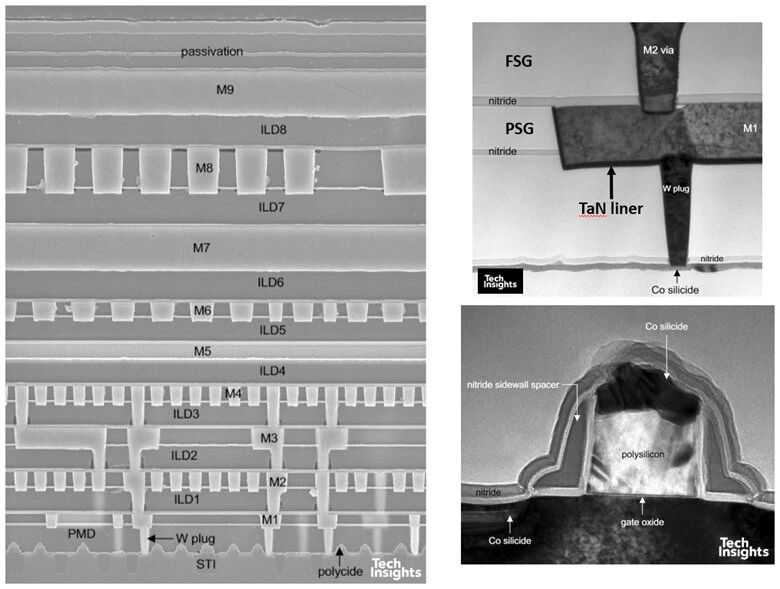 passivation
M9
ILD8
M8
ILD7
M7
ILD6
M6
ILD5
M5
ILD4
M4
ILD3
M3
ILD2
M2
ILD1
M1
PMD
W plug
STI
polycide
Tech
Insights
M2 via
FSG
nitride
PSG
M1
nitride
W plug
TaN liner
nitride
Tech
Insights
Co silicide
Co silicide
nitride sidewall spacer
polysilicon
nitride
gate oxide
Co silicide
Tech
Insights